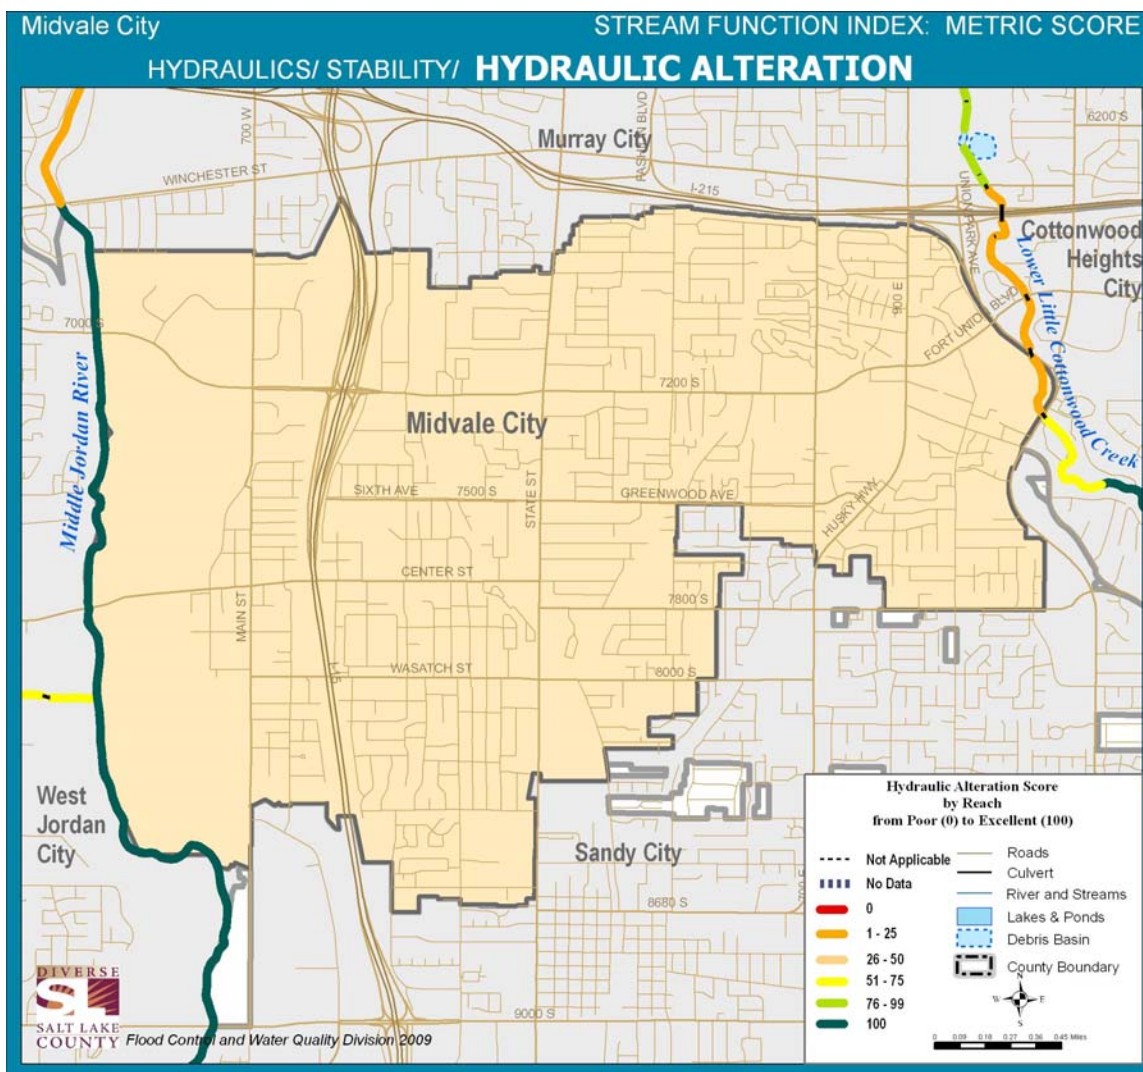 Midvale City
STREAM FUNCTION INDEX: METRIC SCORE
HYDRAULICS/ STABILITY/ HYDRAULIC ALTERATION
700 W
Murray City
FASHION BLVD
6200 S
WINCHESTER ST
I-215
UNION PARK AVE
Cottonwood
Heights
City
Lower Little Cottonwood Creek
900 E
FORT UNION BLVD
7000 S
7200 S
Middle Jordan River
Midvale City
SIXTH AVE
7500 S
STATE ST
GREENWOOD AVE
HUSKY HWY
CENTER ST
MAIN ST
7800 S
I-15
WASATCH ST
8000 S
West
Jordan
City
Sandy City
8680 S
700 E
9000 S
Hydraulic Alteration Score
by Reach
from Poor (0) to Excellent (100)
Not Applicable
No Data
0
1 - 25
26 - 50
51 - 75
76 - 99
100
Roads
Culvert
River and Streams
Lakes & Ponds
Debris Basin
County Boundary
N
W E
S
0 0.09 0.18 0.27 0.36 0.45 Miles
DIVERSE
SL
SALT LAKE
COUNTY
Flood Control and Water Quality Division 2009